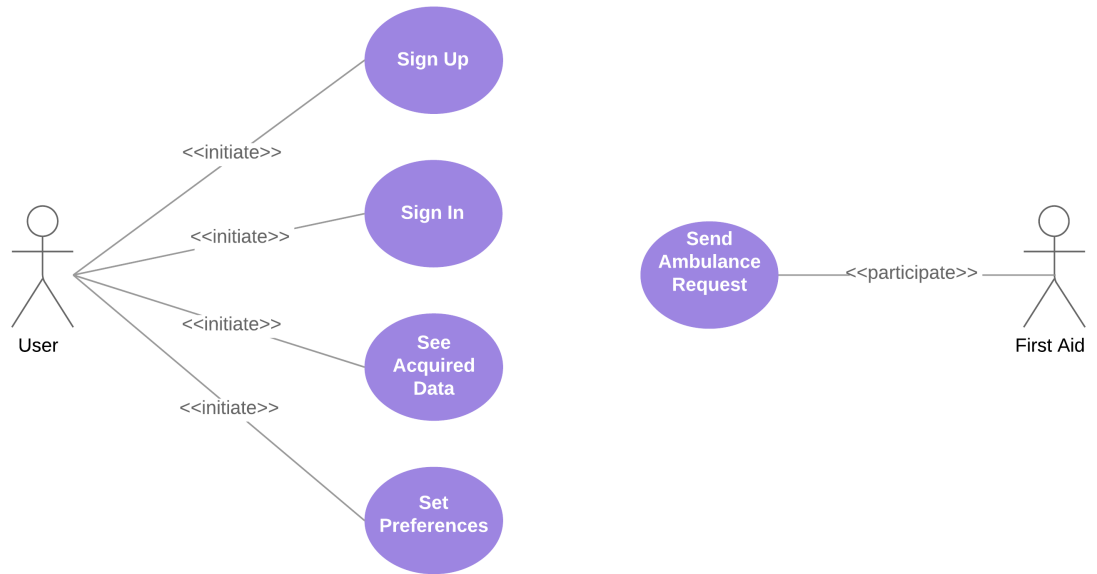 Sign Up
<<initiate>>
Sign In
<<initiate>>
User
<<initiate>>
See
Acquired
Data
<<initiate>>
Set
Preferences
Send
Ambulance
Request
<<participate>>
First Aid